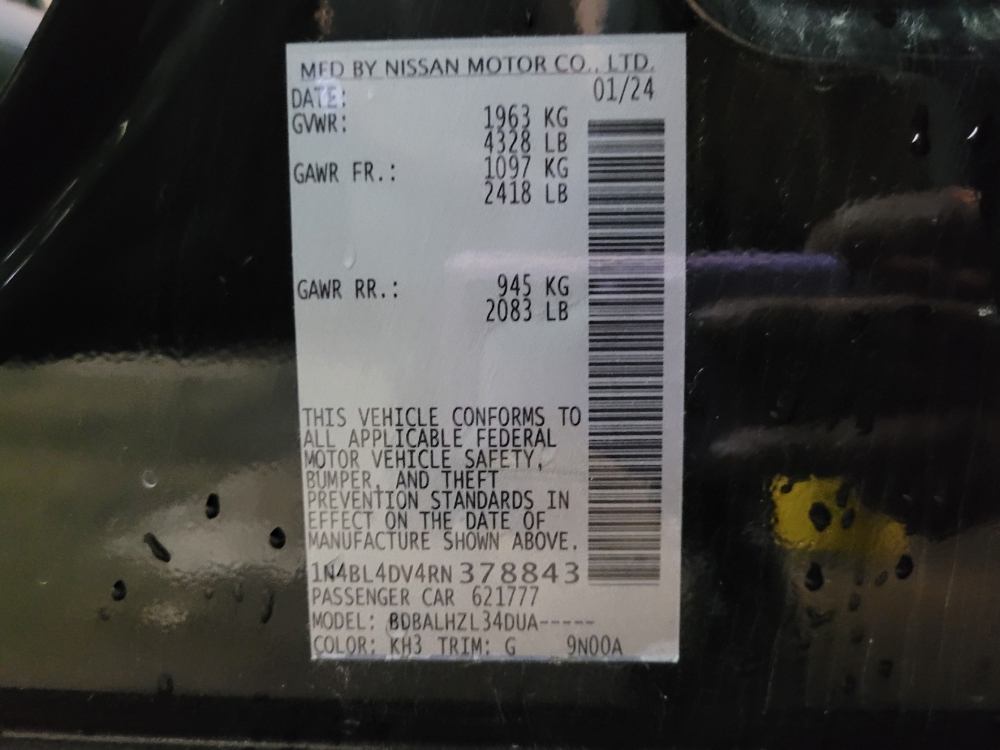 MFD BY NISSAN MOTOR CO., LTD.
DATE: 01/24
GVWR: 1963 KG
4328 LB
GAWR FR.: 1097 KG
2418 LB
GAWR RR.: 945 KG
2083 LB
THIS VEHICLE CONFORMS TO
ALL APPLICABLE FEDERAL
MOTOR VEHICLE SAFETY,
BUMPER, AND THEFT
PREVENTION STANDARDS IN
EFFECT ON THE DATE OF
MANUFACTURE SHOWN ABOVE.
1N4BL4DV4RN378843
PASSENGER CAR 621777
MODEL: BDBALHZL34DUA-----
COLOR: KH3 TRIM: G 9N00A